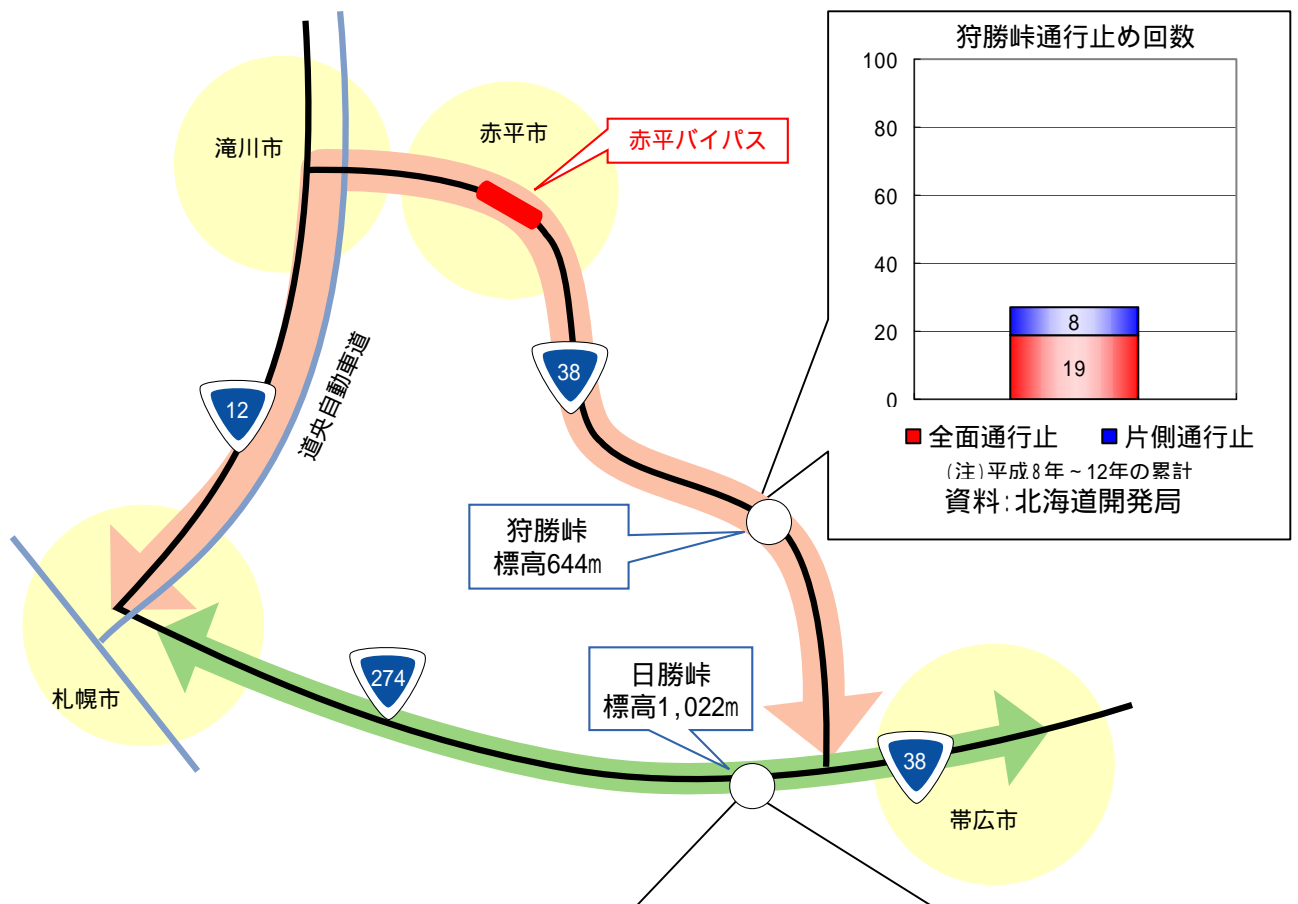 狩勝峠通行止め回数
100
80
60
40
20
0
8
19
全面通行止
片側通行止
(注)平成8年~12年の累計
資料:北海道開発局
滝川市
赤平市
赤平バイパス
道央自動車道
12
38
狩勝峠
標高644m
札幌市
274
日勝峠
標高1,022m
38
帯広市